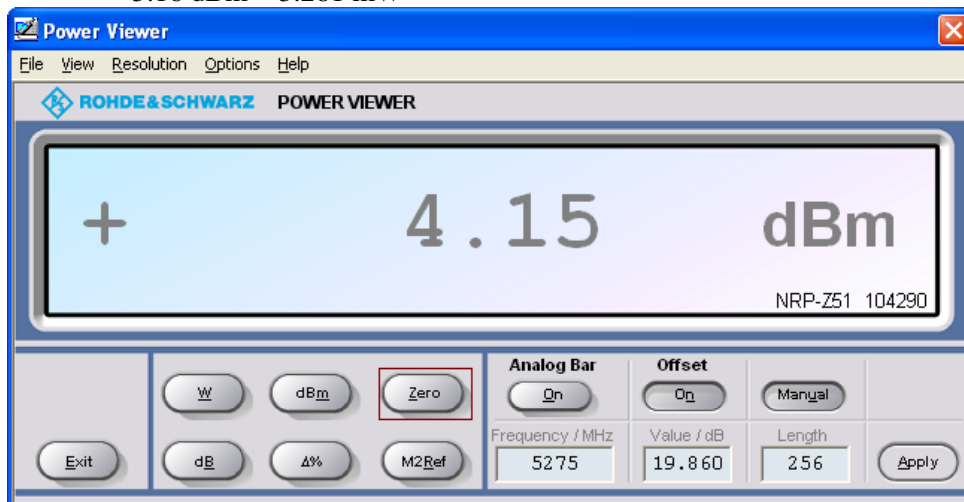 Power Viewer
File View Resolution Options Help
ROHDE&SCHWARZ POWER VIEWER
+ 4.15 dBm
NRP-Z51 104290
Analog Bar Offset
W dBm Zero On On Manual
Frequency / MHz Value / dB Length
Exit dB Δ% M2Ref 5275 19.860 256 Apply